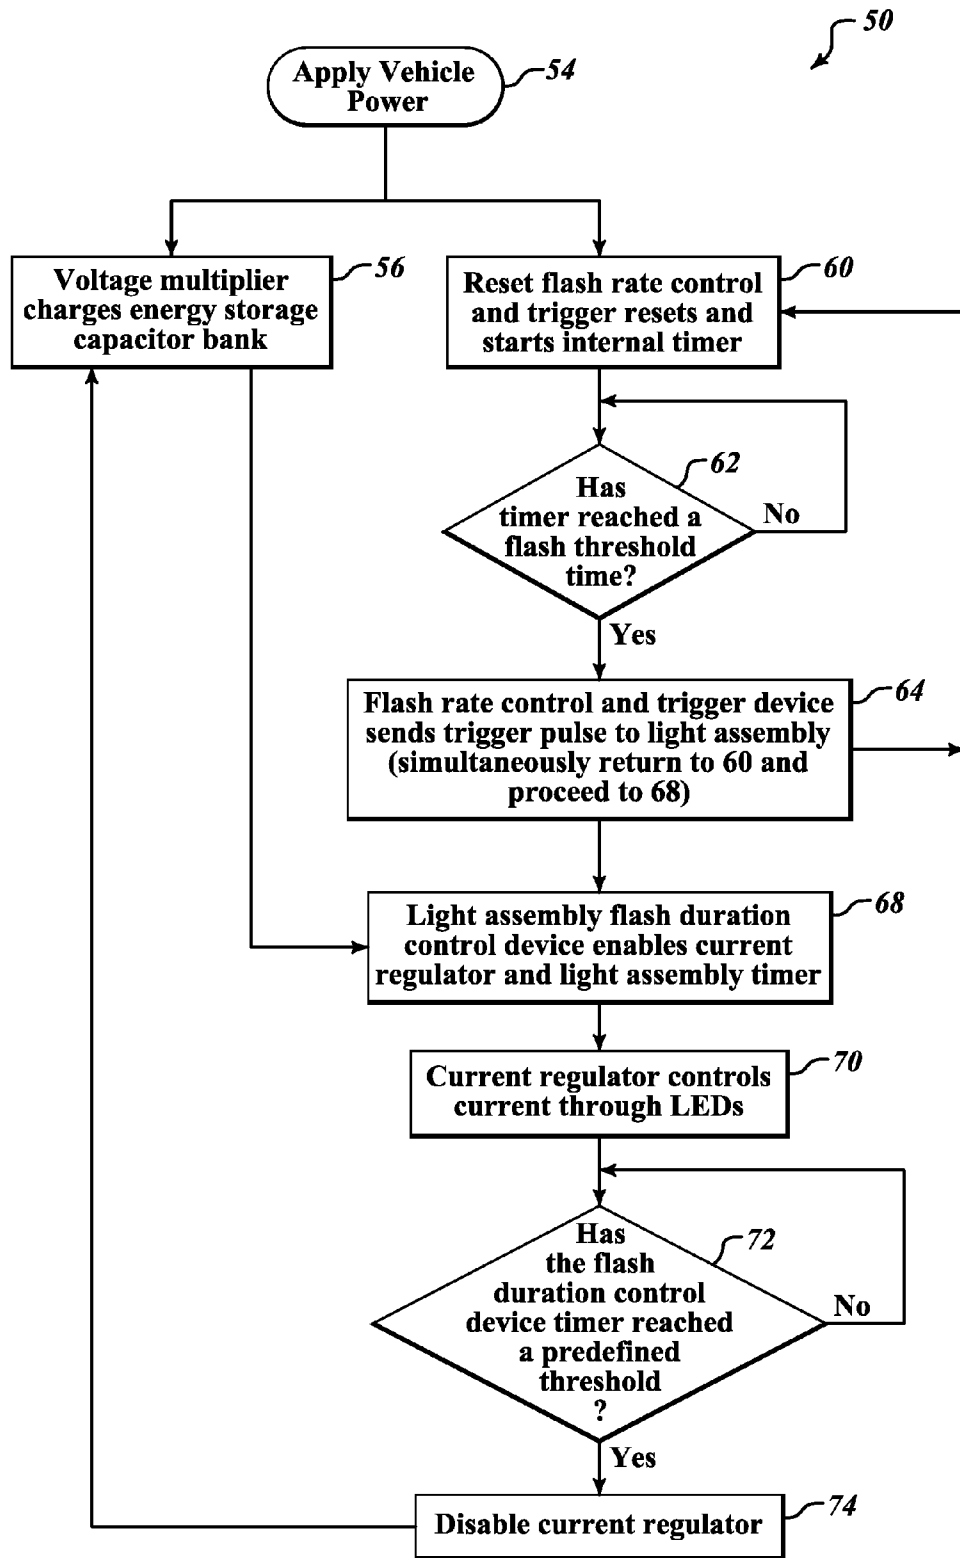 50
Apply Vehicle
Power
54
Voltage multiplier
charges energy storage
capacitor bank
56
Reset flash rate control
and trigger resets and
starts internal timer
60
Has
timer reached a
flash threshold
time?
62
No
Yes
Flash rate control and trigger device
sends trigger pulse to light assembly
(simultaneously return to 60 and
proceed to 68)
64
Light assembly flash duration
control device enables current
regulator and light assembly timer
68
Current regulator controls
current through LEDs
70
Has
the flash
duration control
device timer reached
a predefined
threshold
?
72
No
Yes
Disable current regulator
74